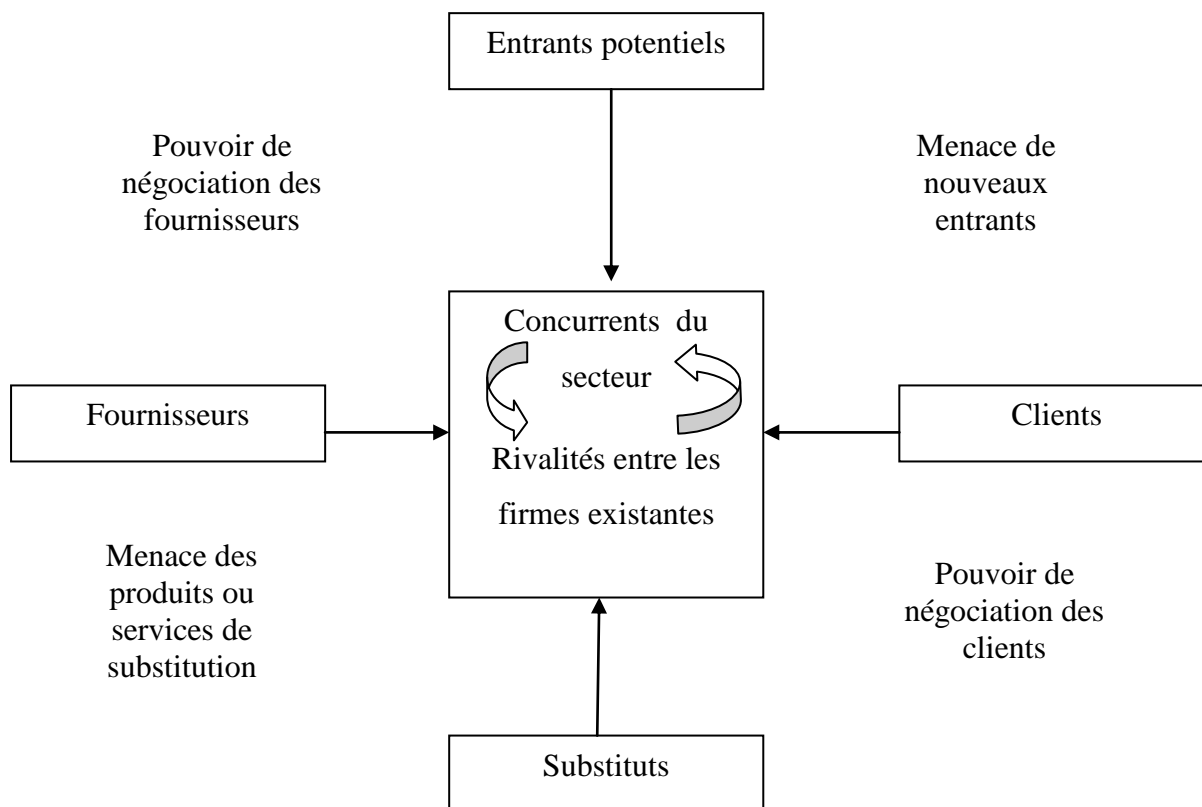 Entrants potentiels
Pouvoir de
négociation des
fournisseurs
Menace de
nouveaux
entrants
Concurrents du
secteur
Rivalités entre les
firmes existantes
Fournisseurs
Clients
Menace des
produits ou
services de
substitution
Pouvoir de
négociation des
clients
Substituts